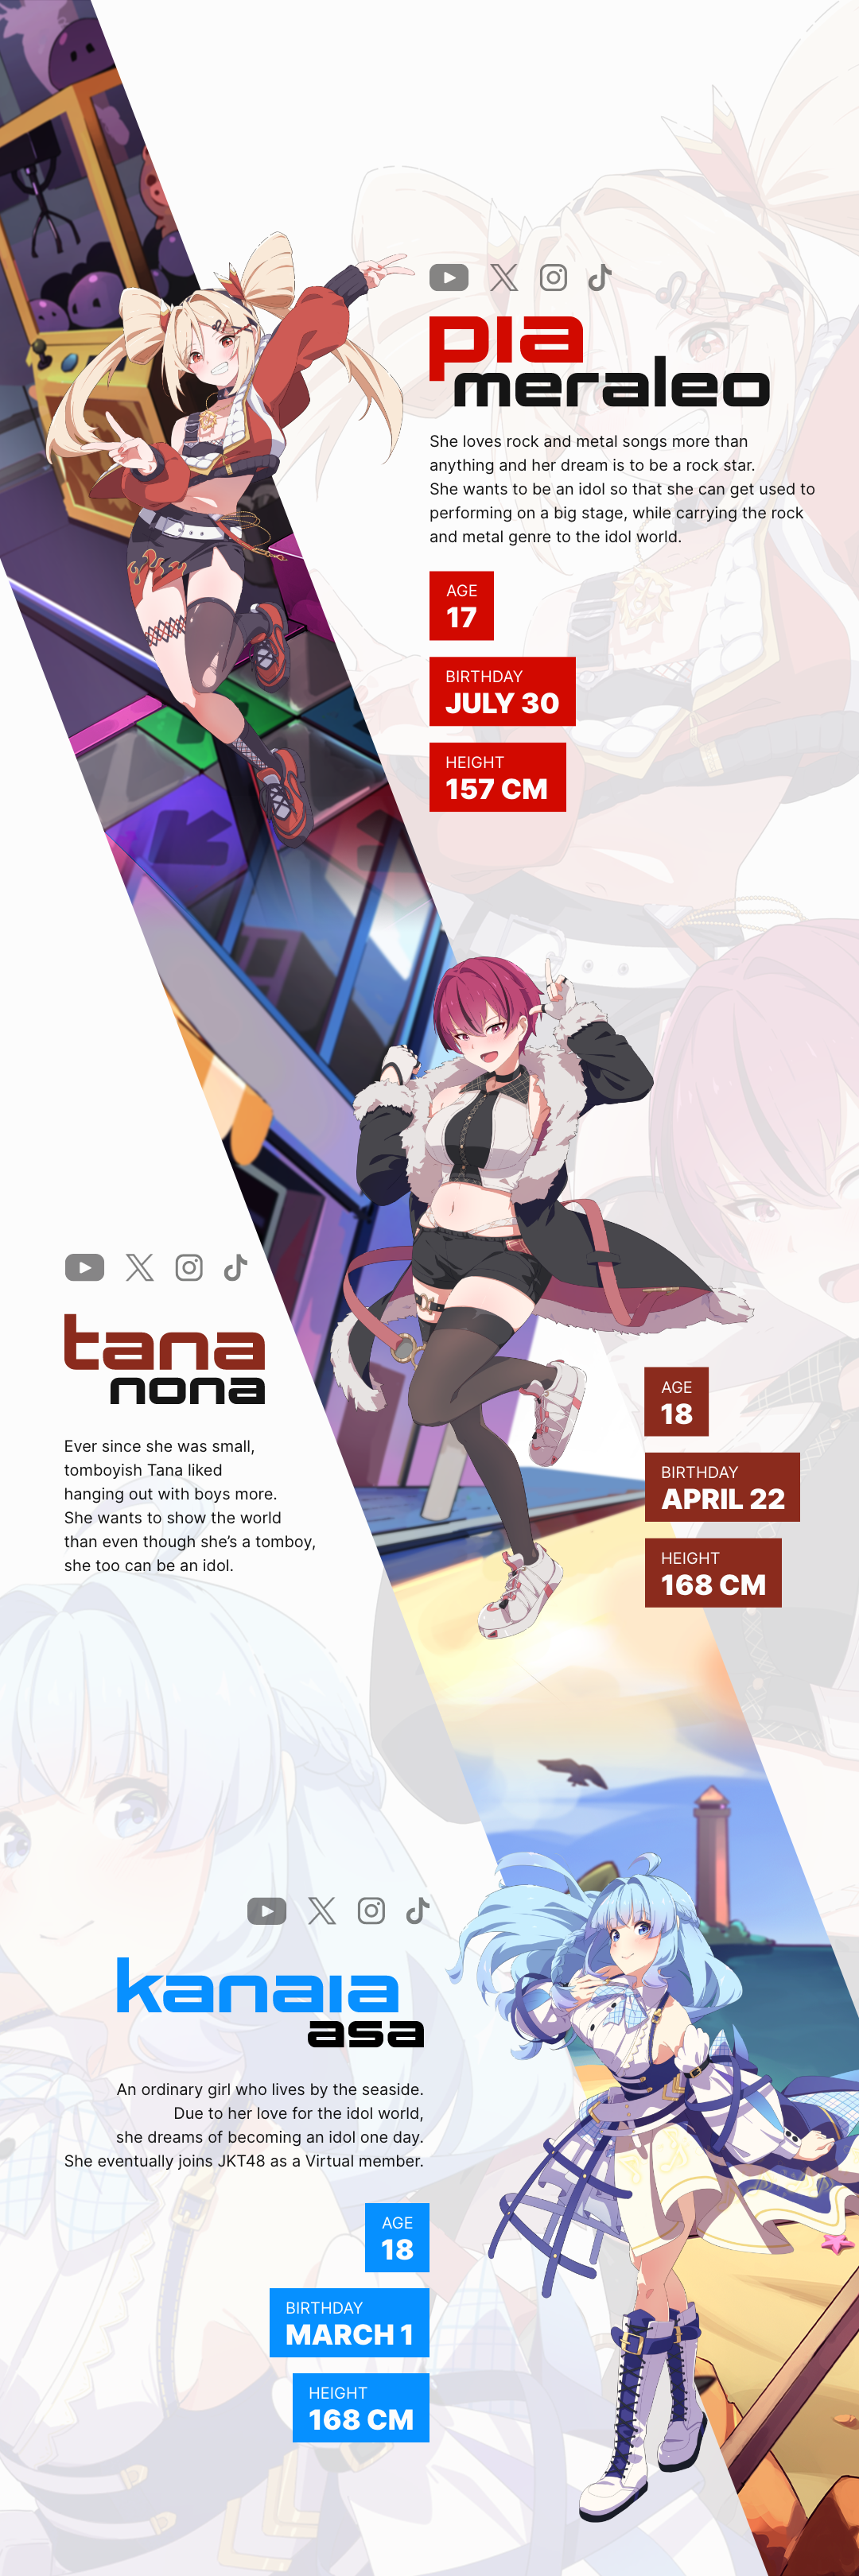 pia
meraleo
She loves rock and metal songs more than
anything and her dream is to be a rock star.
She wants to be an idol so that she can get used to
performing on a big stage, while carrying the rock
and metal genre to the idol world.
AGE
17
BIRTHDAY
JULY 30
HEIGHT
157 CM
tana
nona
Ever since she was small,
tomboyish Tana liked
hanging out with boys more.
She wants to show the world
than even though she’s a tomboy,
she too can be an idol.
AGE
18
BIRTHDAY
APRIL 22
HEIGHT
168 CM
kanaia
asa
An ordinary girl who lives by the seaside.
Due to her love for the idol world,
she dreams of becoming an idol one day.
She eventually joins JKT48 as a Virtual member.
AGE
18
BIRTHDAY
MARCH 1
HEIGHT
168 CM